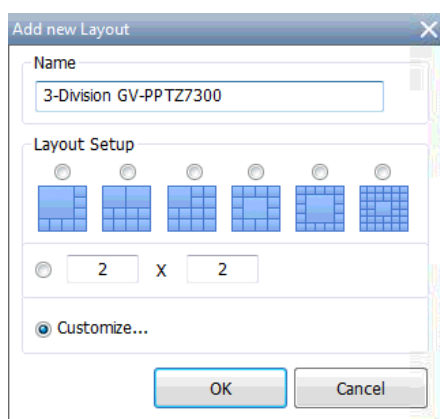 Add new Layout
Name
3-Division GV-PPTZ7300
Layout Setup
2 X 2
Customize...
OK Cancel